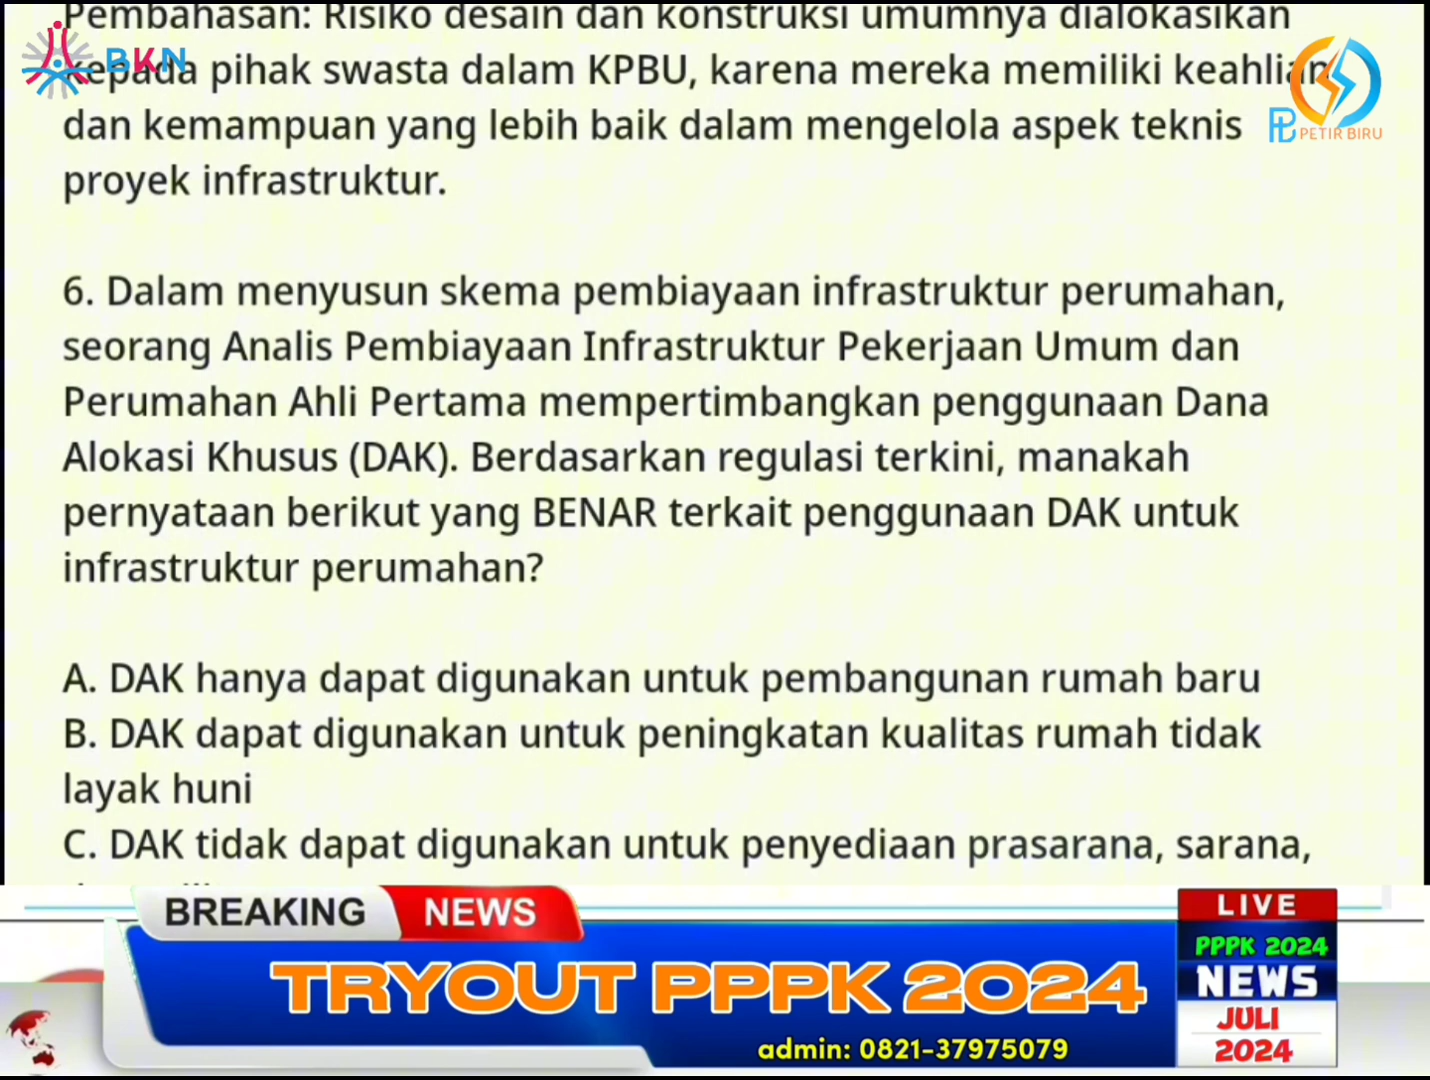 Pembahasan: Risiko desain dan konstruksi umumnya dialokasikan
BKN
kepada pihak swasta dalam KPBU, karena mereka memiliki keahlian
dan kemampuan yang lebih baik dalam mengelola aspek teknis
PETIR BIRU
proyek infrastruktur.
6. Dalam menyusun skema pembiayaan infrastruktur perumahan,
seorang Analis Pembiayaan Infrastruktur Pekerjaan Umum dan
Perumahan Ahli Pertama mempertimbangkan penggunaan Dana
Alokasi Khusus (DAK). Berdasarkan regulasi terkini, manakah
pernyataan berikut yang BENAR terkait penggunaan DAK untuk
infrastruktur perumahan?
A. DAK hanya dapat digunakan untuk pembangunan rumah baru
B. DAK dapat digunakan untuk peningkatan kualitas rumah tidak
layak huni
C. DAK tidak dapat digunakan untuk penyediaan prasarana, sarana,
BREAKING NEWS
TRYOUT PPPK 2024
admin: 0821-37975079
LIVE
PPPK 2024
NEWS
JULI
2024